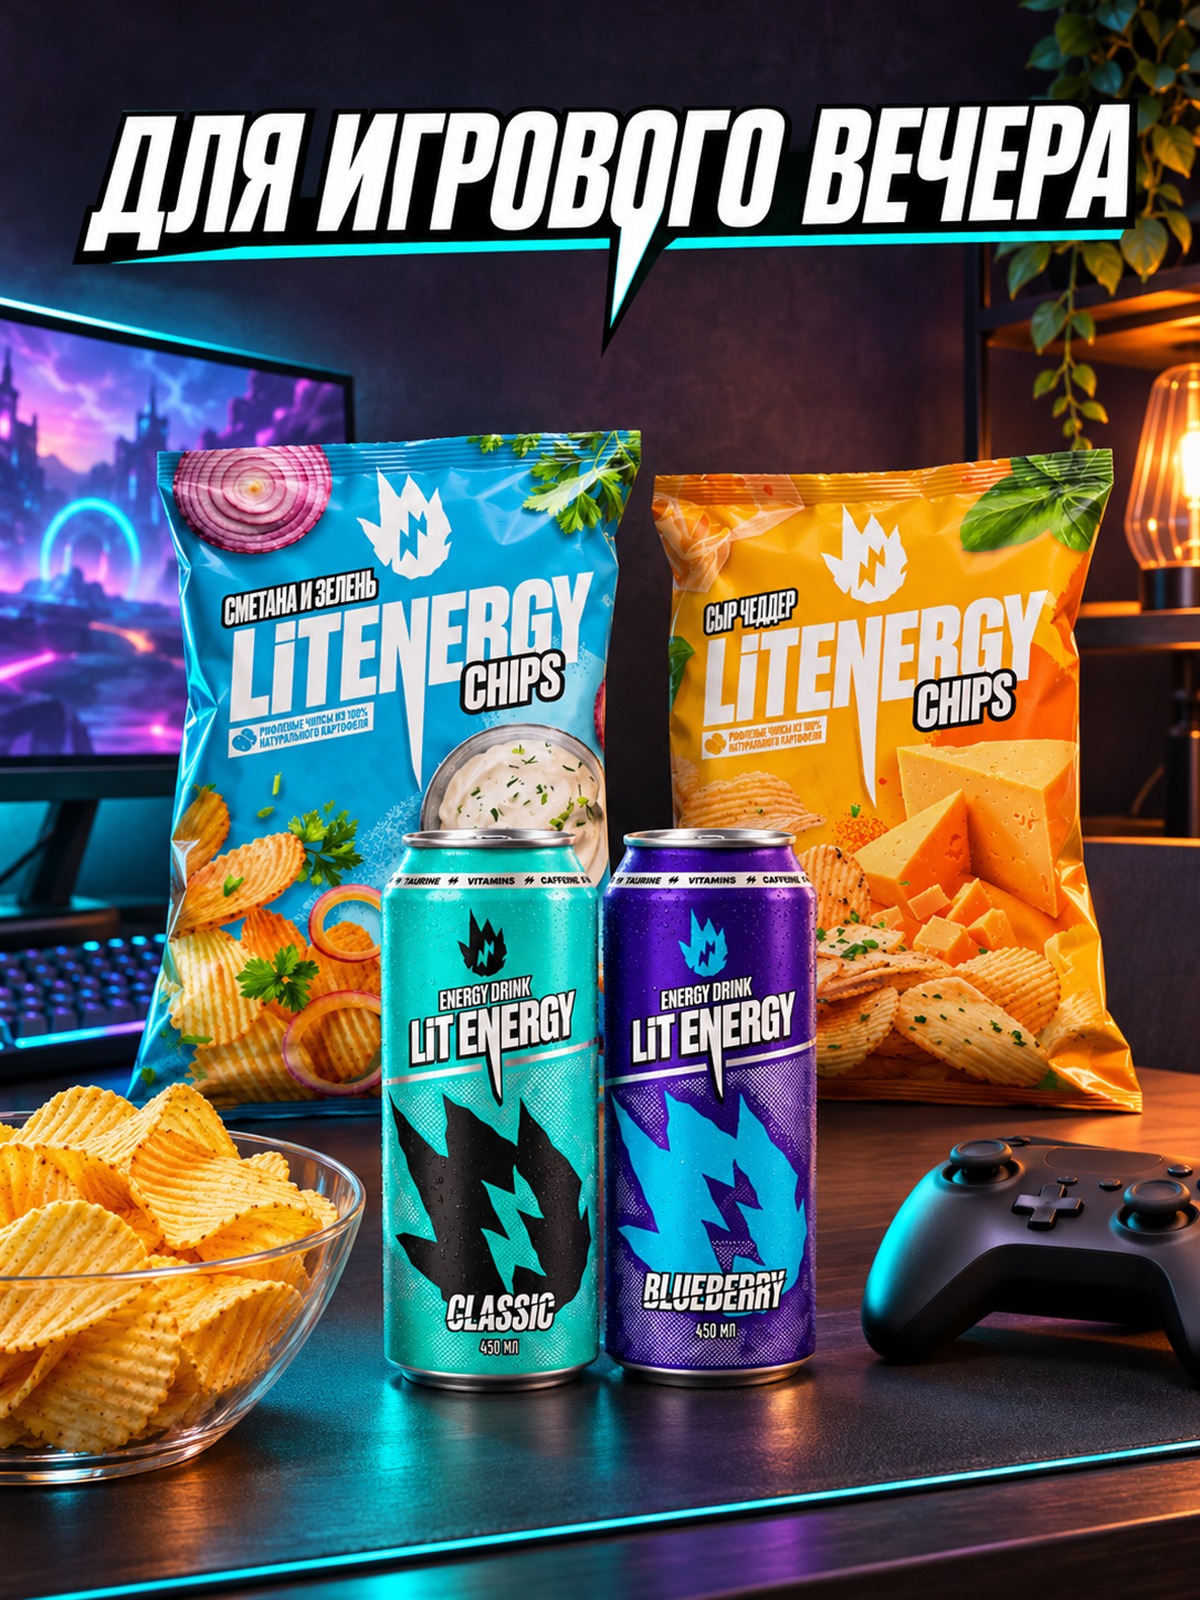 ДЛЯ ИГРОВОГО ВЕЧЕРА
СМЕТАНА И ЗЕЛЕНЬ
LiTENERGY
CHIPS
РИФЛЕНЫЕ ЧИПСЫ ИЗ 100%
НАТУРАЛЬНОГО КАРТОФЕЛЯ
СЫР ЧЕДДЕР
LiTENERGY
CHIPS
РИФЛЕНЫЕ ЧИПСЫ ИЗ 100%
НАТУРАЛЬНОГО КАРТОФЕЛЯ
TAURINE VITAMINS CAFFEINE
ENERGY DRINK
LiT ENERGY
CLASSIC
450 МЛ
TAURINE VITAMINS CAFFEINE
ENERGY DRINK
LiT ENERGY
BLUEBERRY
450 МЛ